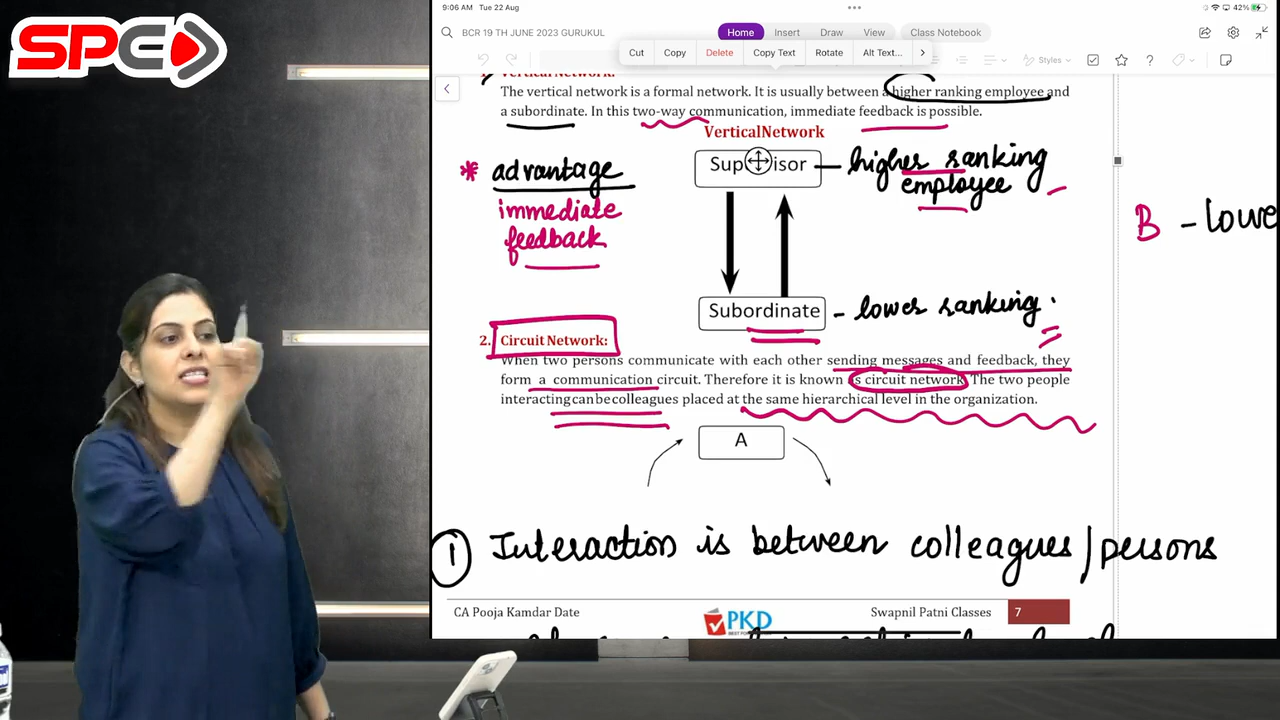 SPC
9:06 AM Tue 22 Aug
42%
BCR 19 TH JUNE 2023 GURUKUL
Home Insert Draw View Class Notebook
Cut Copy Delete Copy Text Rotate Alt Text...
Styles
1. Vertical Network:
The vertical network is a formal network. It is usually between a higher ranking employee and
a subordinate. In this two-way communication, immediate feedback is possible.
VerticalNetwork
* advantage
immediate
feedback
higher ranking
employee
B - lowe
Subordinate - lower ranking.
2. Circuit Network:
When two persons communicate with each other sending messages and feedback, they
form a communication circuit. Therefore it is known as circuit network. The two people
interacting can be colleagues placed at the same hierarchical level in the organization.
A
1 Interaction is between colleagues/persons
CA Pooja Kamdar Date
PKD
Swapnil Patni Classes 7